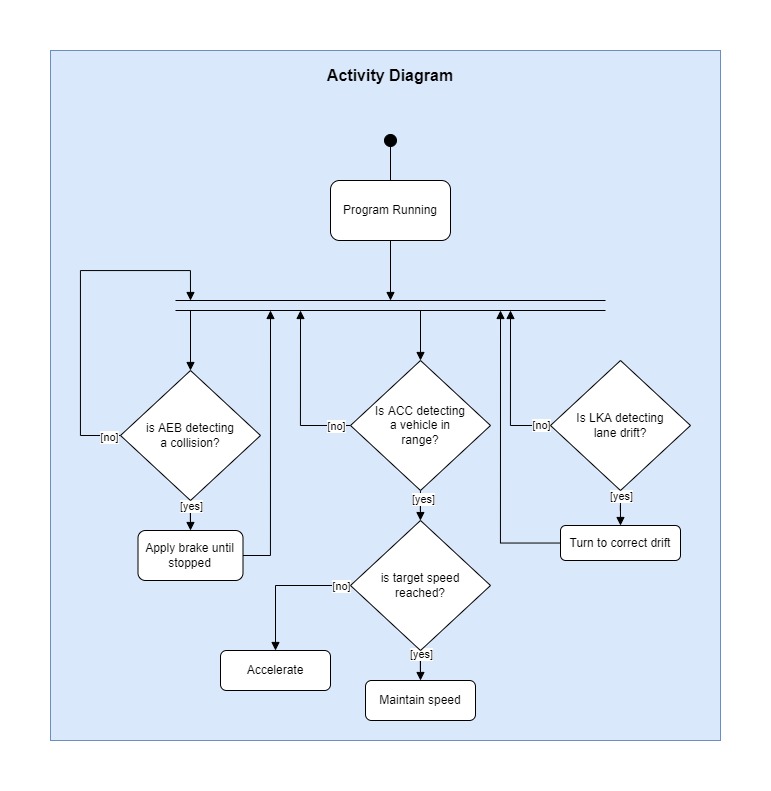 Activity Diagram
Program Running
is AEB detecting
a collision?
Is ACC detecting
a vehicle in
range?
Is LKA detecting
lane drift?
[no]
[no]
[no]
[yes]
[yes]
[yes]
Apply brake until
stopped
Turn to correct drift
is target speed
reached?
[no]
[yes]
Accelerate
Maintain speed